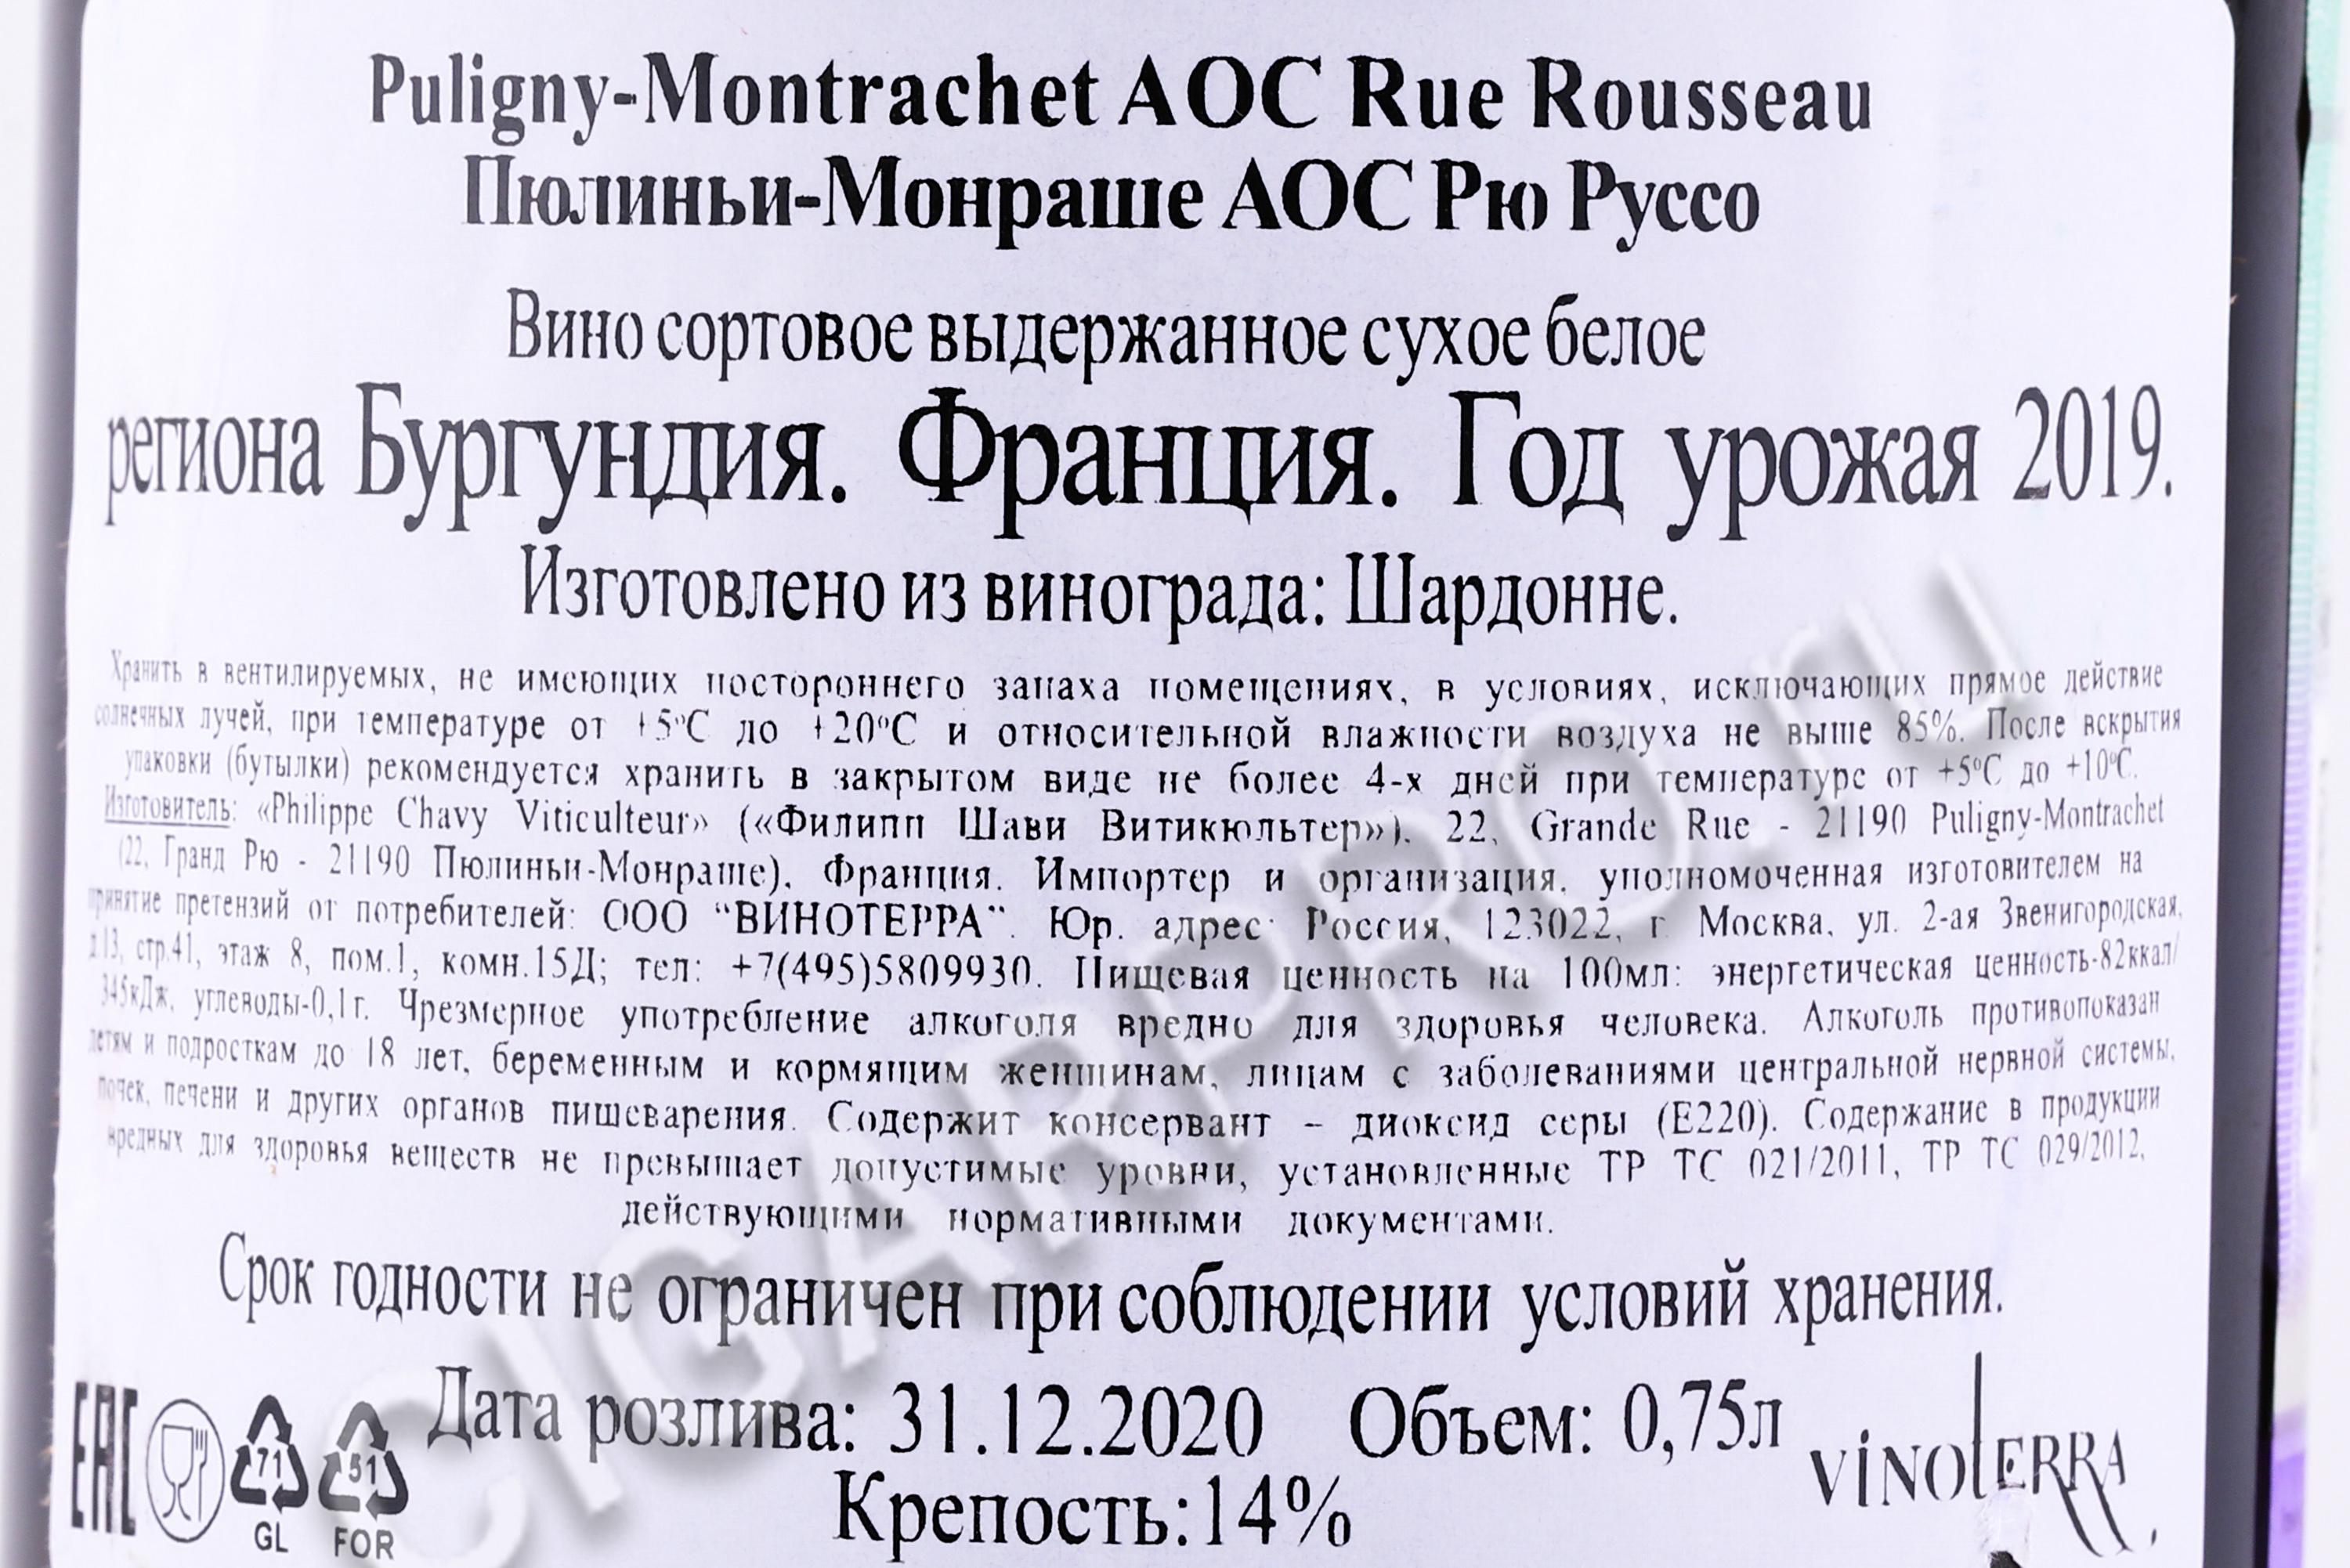 Puligny-Montrachet AOC Rue Rousseau
Пюлиньи-Монраше АОС Рю Руссо
Вино сортовое выдержанное сухое белое
региона Бургундия. Франция. Год урожая 2019.
Изготовлено из винограда: Шардонне.
Хранить в вентилируемых, не имеющих постороннего запаха помещениях, в условиях, исключающих прямое действие
солнечных лучей, при температуре от +5°С до +20°С и относительной влажности воздуха не выше 85%. После вскрытия
упаковки (бутылки) рекомендуется хранить в закрытом виде не более 4-х дней при температуре от +5°С до +10°С.
Изготовитель: «Philippe Chavy Viticulteur» («Филипп Шави Витикюльтер»), 22, Grande Rue - 21190 Puligny-Montrachet
(22, Гранд Рю - 21190 Пюлиньи-Монраше), Франция. Импортер и организация, уполномоченная изготовителем на
принятие претензий от потребителей: ООО "ВИНОТЕРРА". Юр. адрес: Россия, 123022, г. Москва, ул. 2-ая Звенигородская,
д.13, стр.41, этаж 8, пом.1, комн.15Д; тел: +7(495)5809930. Пищевая ценность на 100мл: энергетическая ценность-82ккал/
345кДж, углеводы-0,1г. Чрезмерное употребление алкоголя вредно для здоровья человека. Алкоголь противопоказан
детям и подросткам до 18 лет, беременным и кормящим женщинам, лицам с заболеваниями центральной нервной системы,
почек, печени и других органов пищеварения. Содержит консервант – диоксид серы (Е220). Содержание в продукции
вредных для здоровья веществ не превышает допустимые уровни, установленные ТР ТС 021/2011, ТР ТС 029/2012,
действующими нормативными документами.
Срок годности не ограничен при соблюдении условий хранения.
Дата розлива: 31.12.2020 Объем: 0,75л
Крепость:14%
EAC
71
GL
51
FOR
VINOTERRA
CIGARPRO.ru